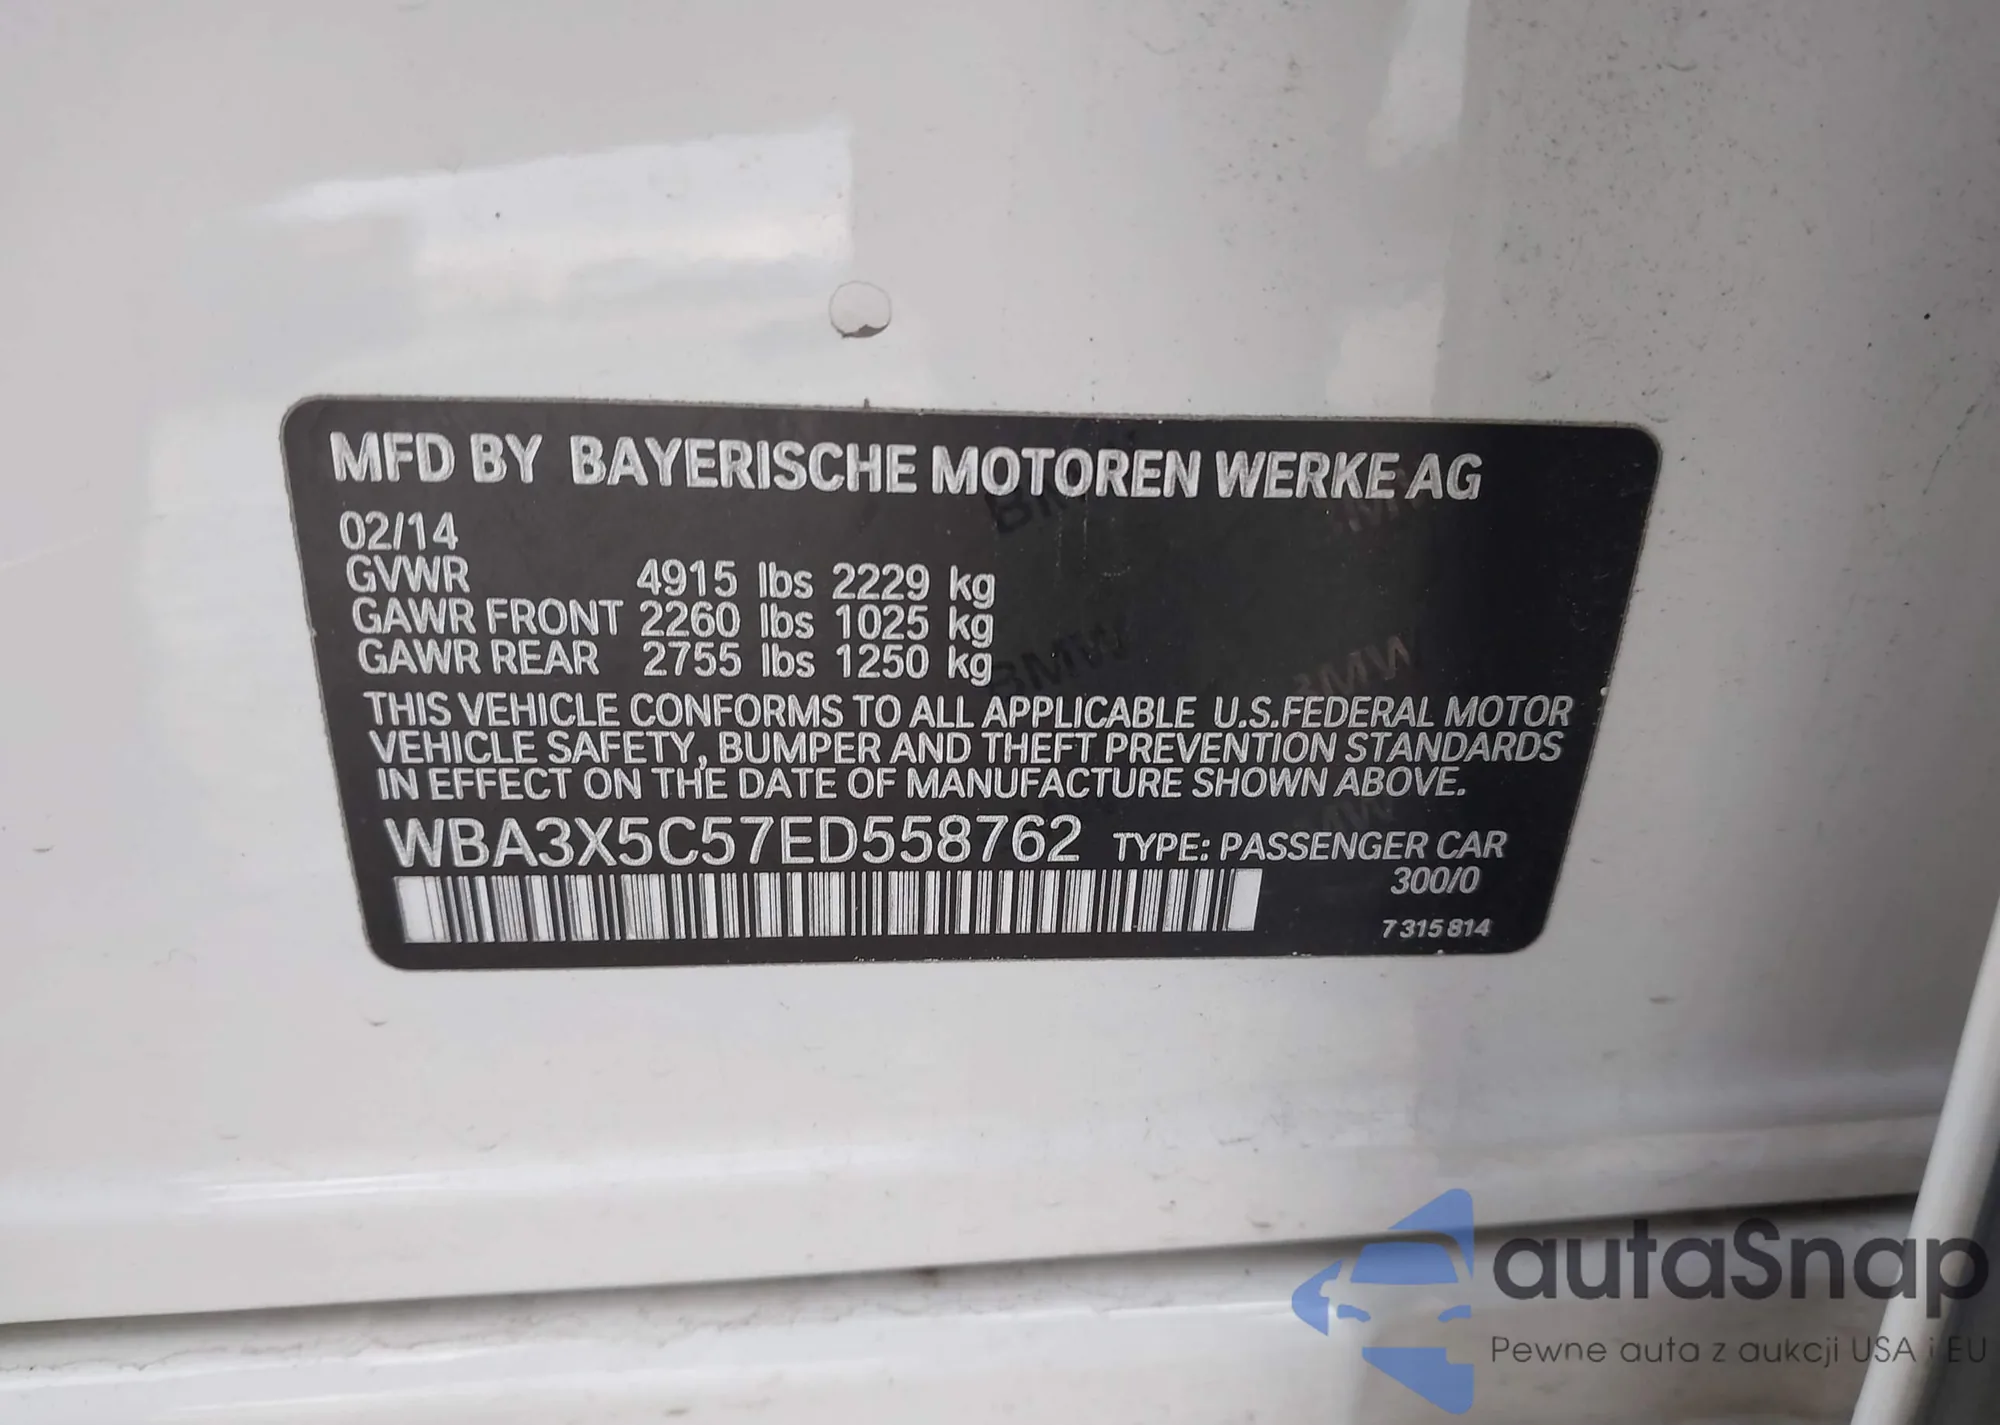 MFD BY BAYERISCHE MOTOREN WERKE AG
02/14
GVWR 4915 lbs 2229 kg
GAWR FRONT 2260 lbs 1025 kg
GAWR REAR 2755 lbs 1250 kg
THIS VEHICLE CONFORMS TO ALL APPLICABLE U.S.FEDERAL MOTOR
VEHICLE SAFETY, BUMPER AND THEFT PREVENTION STANDARDS
IN EFFECT ON THE DATE OF MANUFACTURE SHOWN ABOVE.
WBA3X5C57ED558762 TYPE: PASSENGER CAR
300/0
7 315 814
autaSnap
Pewne auta z aukcji USA i EU